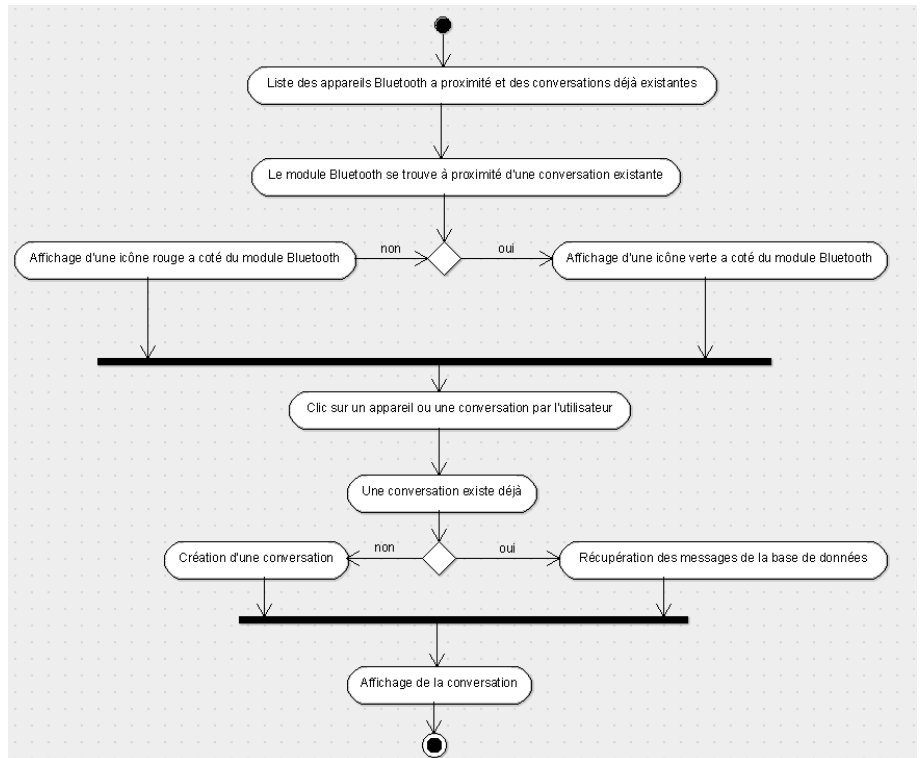 Liste des appareils Bluetooth a proximité et des conversations déjà existantes
Le module Bluetooth se trouve à proximité d'une conversation existante
Affichage d'une icône rouge a coté du module Bluetooth
non
oui
Affichage d'une icône verte a coté du module Bluetooth
Clic sur un appareil ou une conversation par l'utilisateur
Une conversation existe déjà
Création d'une conversation
non
oui
Récupération des messages de la base de données
Affichage de la conversation